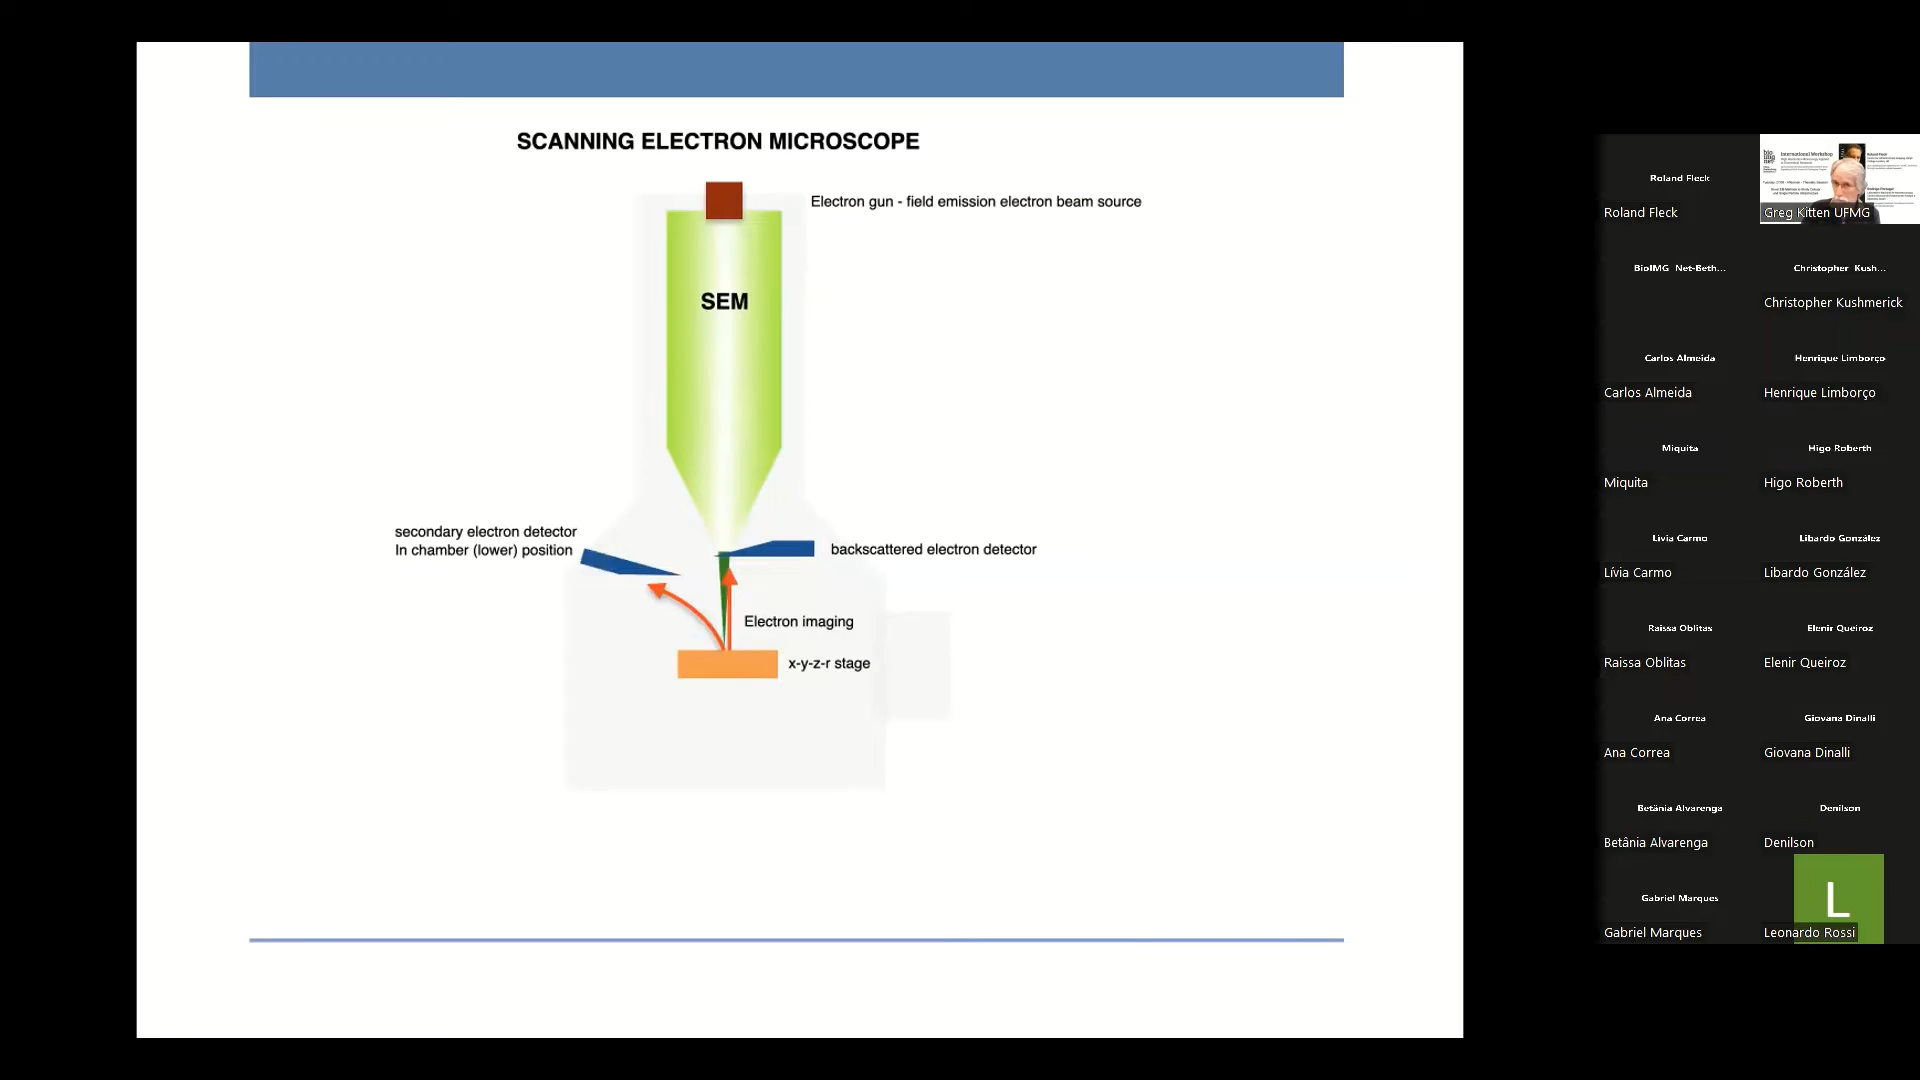 SCANNING ELECTRON MICROSCOPE
Electron gun - field emission electron beam source
SEM
secondary electron detector
In chamber (lower) position
backscattered electron detector
Electron imaging
x-y-z-r stage
Roland Fleck
Roland Fleck
International Workshop
Greg Kitten UFMG
BioIMG Net-Beth...
Christopher Kush...
Christopher Kushmerick
Carlos Almeida
Carlos Almeida
Henrique Limborço
Henrique Limborço
Miquita
Miquita
Higo Roberth
Higo Roberth
Lívia Carmo
Lívia Carmo
Libardo González
Libardo González
Raissa Oblitas
Raissa Oblitas
Elenir Queiroz
Elenir Queiroz
Ana Correa
Ana Correa
Giovana Dinalli
Giovana Dinalli
Betânia Alvarenga
Betânia Alvarenga
Denilson
Denilson
Gabriel Marques
Gabriel Marques
L
Leonardo Rossi